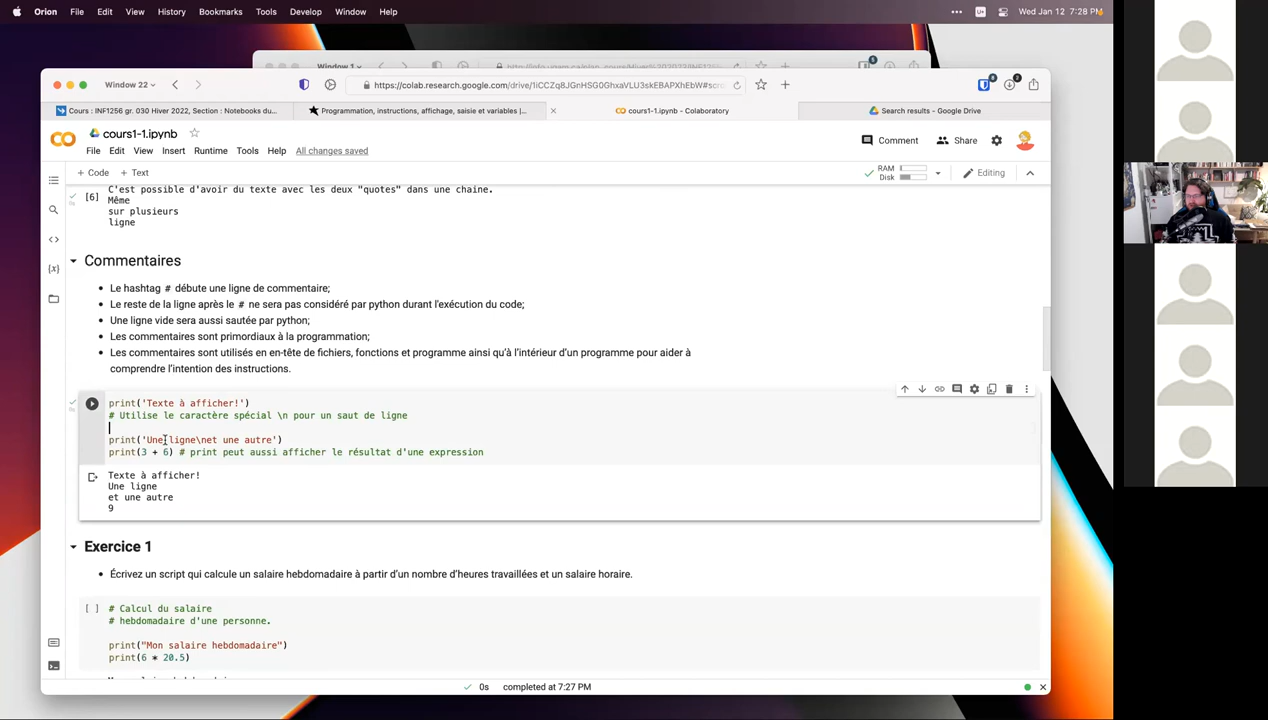 Orion File Edit View History Bookmarks Tools Develop Window Help
Wed Jan 12 7:28 PM
Window 1
Window 22
https://colab.research.google.com/drive/1iCCZq8JGnHSG0GhxaVLU3skEBAPXhEbW#scro
Cours : INF1256 gr. 030 Hiver 2022, Section : Notebooks du...
Programmation, instructions, affichage, saisie et variables |...
cours1-1.ipynb - Colaboratory
Search results - Google Drive
CO cours1-1.ipynb
Comment Share
File Edit View Insert Runtime Tools Help All changes saved
+ Code + Text
RAM
Disk
Editing
C'est possible d'avoir du texte avec les deux "quotes" dans une chaine.
[6] Même
sur plusieurs
ligne
Commentaires
Le hashtag # débute une ligne de commentaire;
Le reste de la ligne après le # ne sera pas considéré par python durant l'exécution du code;
Une ligne vide sera aussi sautée par python;
Les commentaires sont primordiaux à la programmation;
Les commentaires sont utilisés en en-tête de fichiers, fonctions et programme ainsi qu'à l'intérieur d'un programme pour aider à
comprendre l'intention des instructions.
print('Texte à afficher!')
# Utilise le caractère spécial \n pour un saut de ligne
print('Une ligne\net une autre')
print(3 + 6) # print peut aussi afficher le résultat d'une expression
Texte à afficher!
Une ligne
et une autre
9
Exercice 1
Écrivez un script qui calcule un salaire hebdomadaire à partir d'un nombre d'heures travaillées et un salaire horaire.
[ ] # Calcul du salaire
# hebdomadaire d'une personne.
print("Mon salaire hebdomadaire")
print(6 * 20.5)
0s completed at 7:27 PM